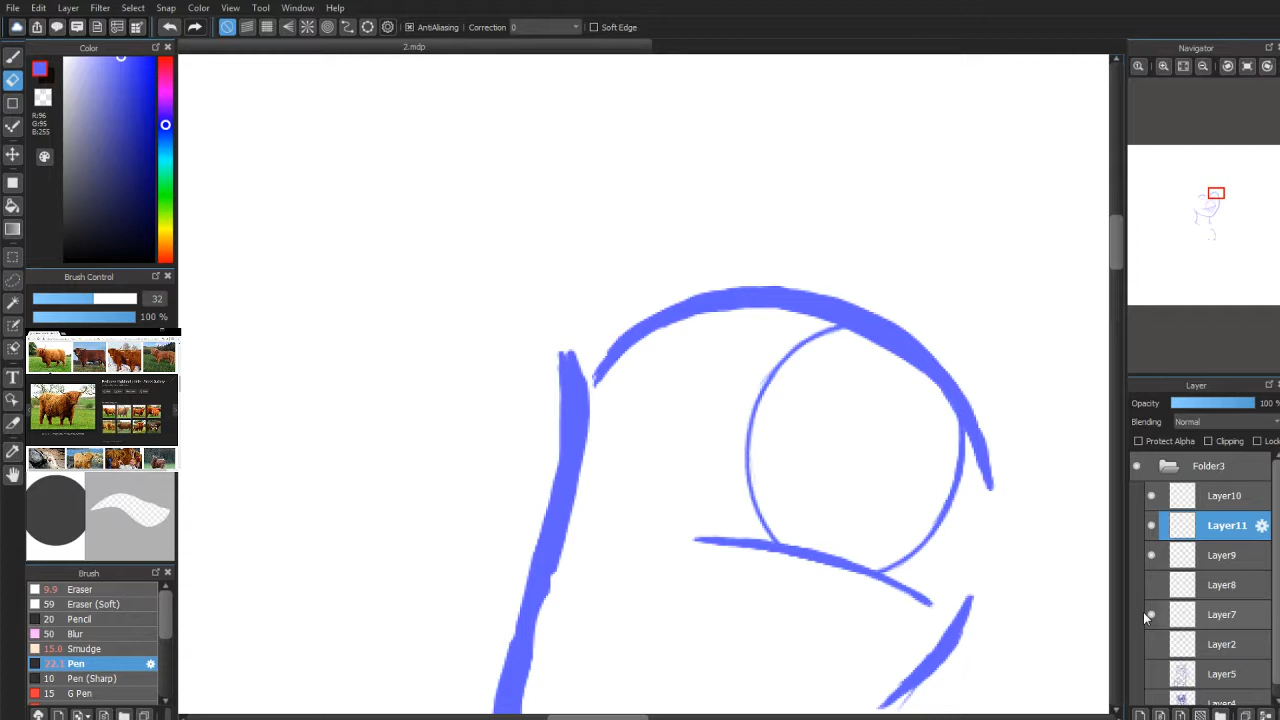 File Edit Layer Filter Select Snap Color View Tool Window Help
AntiAliasing Correction 0 Soft Edge
2.mdp
Color
R:96
G:95
B:255
Brush Control
32
100 %
Brush
9.9 Eraser
59 Eraser (Soft)
20 Pencil
50 Blur
15.0 Smudge
22.1 Pen
10 Pen (Sharp)
15 G Pen
Navigator
Layer
Opacity 100 %
Blending Normal
Protect Alpha Clipping Lock
Folder3
Layer10
Layer11
Layer9
Layer8
Layer7
Layer2
Layer5
Layer4